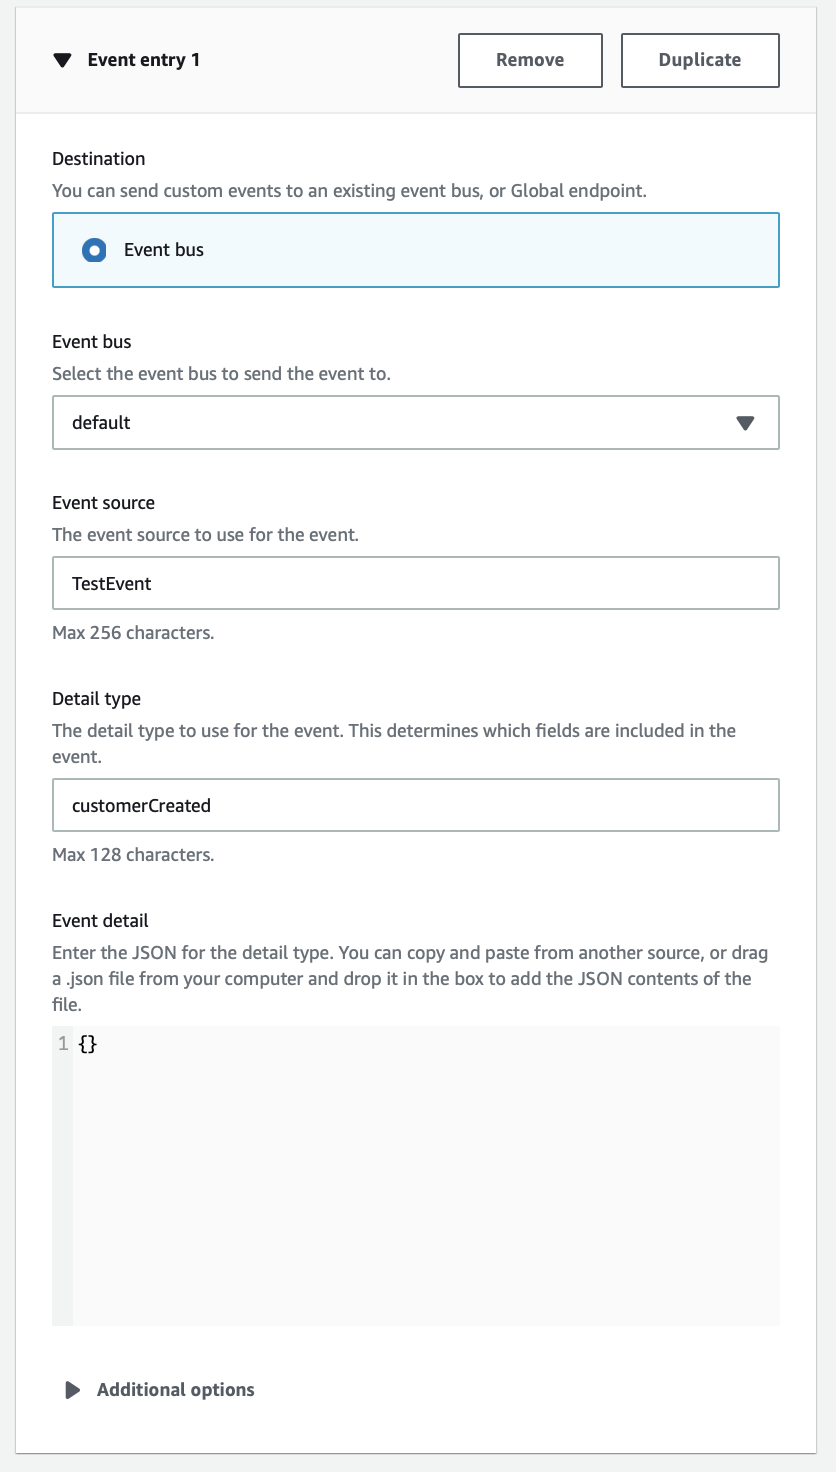 Event entry 1
Remove
Duplicate
Destination
You can send custom events to an existing event bus, or Global endpoint.
Event bus
Event bus
Select the event bus to send the event to.
default
Event source
The event source to use for the event.
TestEvent
Max 256 characters.
Detail type
The detail type to use for the event. This determines which fields are included in the
event.
customerCreated
Max 128 characters.
Event detail
Enter the JSON for the detail type. You can copy and paste from another source, or drag
a .json file from your computer and drop it in the box to add the JSON contents of the
file.
1 {}
Additional options